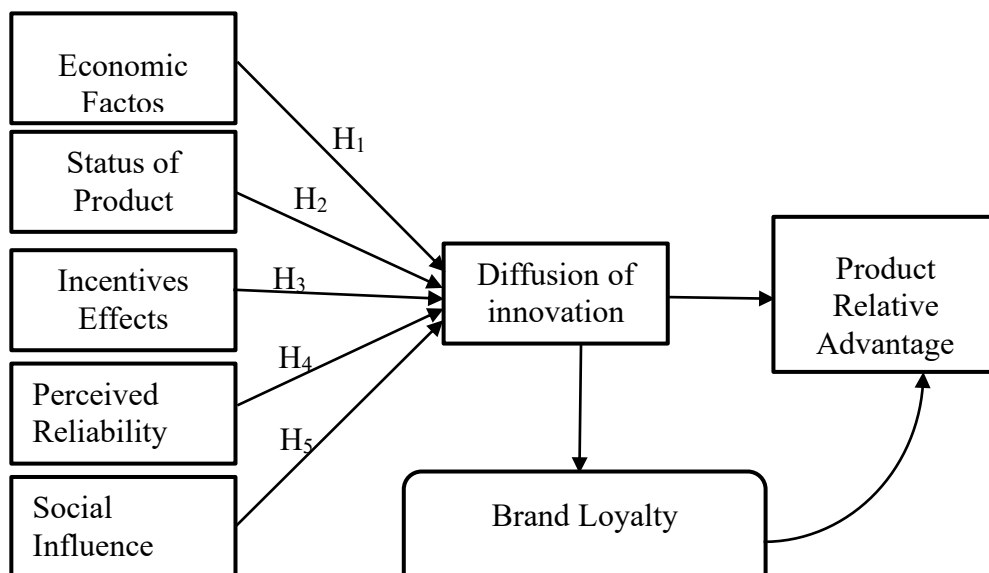 Economic
Factos
Status of
Product
Incentives
Effects
Perceived
Reliability
Social
Influence
H₁
H₂
H₃
H₄
H₅
Diffusion of
innovation
Product
Relative
Advantage
Brand Loyalty